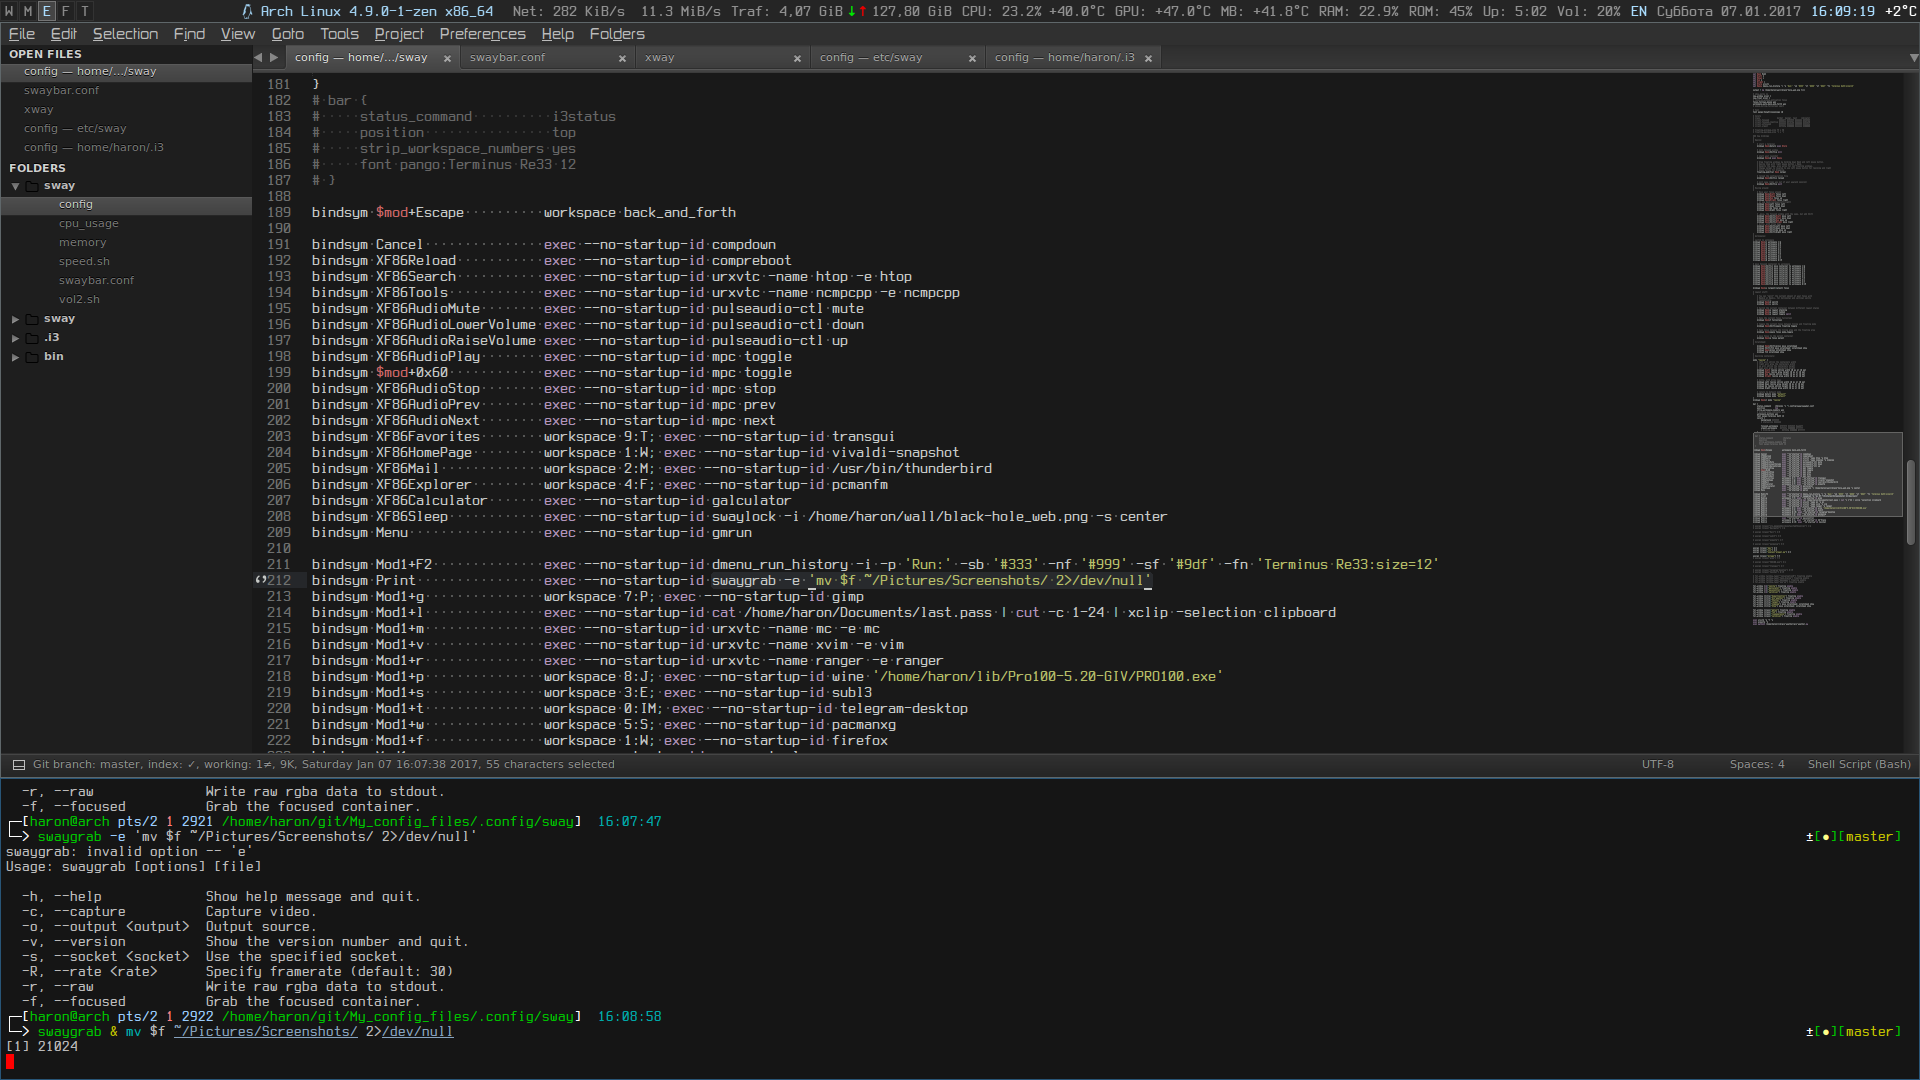 W M E F T Arch Linux 4.9.0-1-zen x86_64 Net: 282 KiB/s 11.3 MiB/s Traf: 4,07 GiB↓↑127,80 GiB CPU: 23.2% +40.0°C GPU: +47.0°C MB: +41.8°C RAM: 22.9% ROM: 45% Up: 5:02 Vol: 20% EN Суббота 07.01.2017 16:09:19 +2°C
File Edit Selection Find View Goto Tools Project Preferences Help Folders
OPEN FILES
config — home/.../sway
swaybar.conf
xway
config — etc/sway
config — home/haron/.i3
FOLDERS
sway
config
cpu_usage
memory
speed.sh
swaybar.conf
vol2.sh
sway
.i3
bin
config — home/.../sway × swaybar.conf × xway × config — etc/sway × config — home/haron/.i3 ×
181 }
182 # bar {
183 #     status_command          i3status
184 #     position                top
185 #     strip_workspace_numbers yes
186 #     font pango:Terminus Re33 12
187 # }
188
189 bindsym $mod+Escape          workspace back_and_forth
190
191 bindsym Cancel               exec --no-startup-id compdown
192 bindsym XF86Reload           exec --no-startup-id compreboot
193 bindsym XF86Search           exec --no-startup-id urxvtc --name htop -e htop
194 bindsym XF86Tools            exec --no-startup-id urxvtc --name ncmpcpp -e ncmpcpp
195 bindsym XF86AudioMute        exec --no-startup-id pulseaudio-ctl mute
196 bindsym XF86AudioLowerVolume exec --no-startup-id pulseaudio-ctl down
197 bindsym XF86AudioRaiseVolume exec --no-startup-id pulseaudio-ctl up
198 bindsym XF86AudioPlay        exec --no-startup-id mpc toggle
199 bindsym $mod+0x60            exec --no-startup-id mpc toggle
200 bindsym XF86AudioStop        exec --no-startup-id mpc stop
201 bindsym XF86AudioPrev        exec --no-startup-id mpc prev
202 bindsym XF86AudioNext        exec --no-startup-id mpc next
203 bindsym XF86Favorites        workspace 9:T; exec --no-startup-id transgui
204 bindsym XF86HomePage         workspace 1:W; exec --no-startup-id vivaldi-snapshot
205 bindsym XF86Mail             workspace 2:M; exec --no-startup-id /usr/bin/thunderbird
206 bindsym XF86Explorer         workspace 4:F; exec --no-startup-id pcmanfm
207 bindsym XF86Calculator       exec --no-startup-id galculator
208 bindsym XF86Sleep            exec --no-startup-id swaylock -i /home/haron/wall/black-hole_web.png -s center
209 bindsym Menu                 exec --no-startup-id gmrun
210
211 bindsym Mod1+F2              exec --no-startup-id dmenu_run_history -i -p 'Run:' -sb '#333' -nf '#999' -sf '#9df' -fn 'Terminus Re33:size=12'
212 bindsym Print                exec --no-startup-id swaygrab -e 'mv $f ~/Pictures/Screenshots/ 2>/dev/null'
213 bindsym Mod1+g               workspace 7:P; exec --no-startup-id gimp
214 bindsym Mod1+l               exec --no-startup-id cat /home/haron/Documents/last.pass | cut -c 1-24 | xclip -selection clipboard
215 bindsym Mod1+m               exec --no-startup-id urxvtc --name mc -e mc
216 bindsym Mod1+v               exec --no-startup-id urxvtc --name xvim -e vim
217 bindsym Mod1+r               exec --no-startup-id urxvtc --name ranger -e ranger
218 bindsym Mod1+p               workspace 8:J; exec --no-startup-id wine '/home/haron/lib/Pro100-5.20-GIV/PRO100.exe'
219 bindsym Mod1+s               workspace 3:E; exec --no-startup-id subl3
220 bindsym Mod1+t               workspace 0:IM; exec --no-startup-id telegram-desktop
221 bindsym Mod1+w               workspace 5:S; exec --no-startup-id pacmanxg
222 bindsym Mod1+f               workspace 1:W; exec --no-startup-id firefox
Git branch: master, index: ✓, working: 1≠, 9K, Saturday Jan 07 16:07:38 2017, 55 characters selected UTF-8 Spaces: 4 Shell Script (Bash)
  -r, --raw              Write raw rgba data to stdout.
  -f, --focused          Grab the focused container.
┌─[haron@arch pts/2 1 2921 /home/haron/git/My_config_files/.config/sway]  16:07:47
└─> swaygrab -e 'mv $f ~/Pictures/Screenshots/ 2>/dev/null' ±[●][master]
swaygrab: invalid option -- 'e'
Usage: swaygrab [options] [file]
  -h, --help             Show help message and quit.
  -c, --capture          Capture video.
  -o, --output <output>  Output source.
  -v, --version          Show the version number and quit.
  -s, --socket <socket>  Use the specified socket.
  -R, --rate <rate>      Specify framerate (default: 30)
  -r, --raw              Write raw rgba data to stdout.
  -f, --focused          Grab the focused container.
┌─[haron@arch pts/2 1 2922 /home/haron/git/My_config_files/.config/sway]  16:08:58
└─> swaygrab & mv $f ~/Pictures/Screenshots/ 2>/dev/null ±[●][master]
[1] 21024